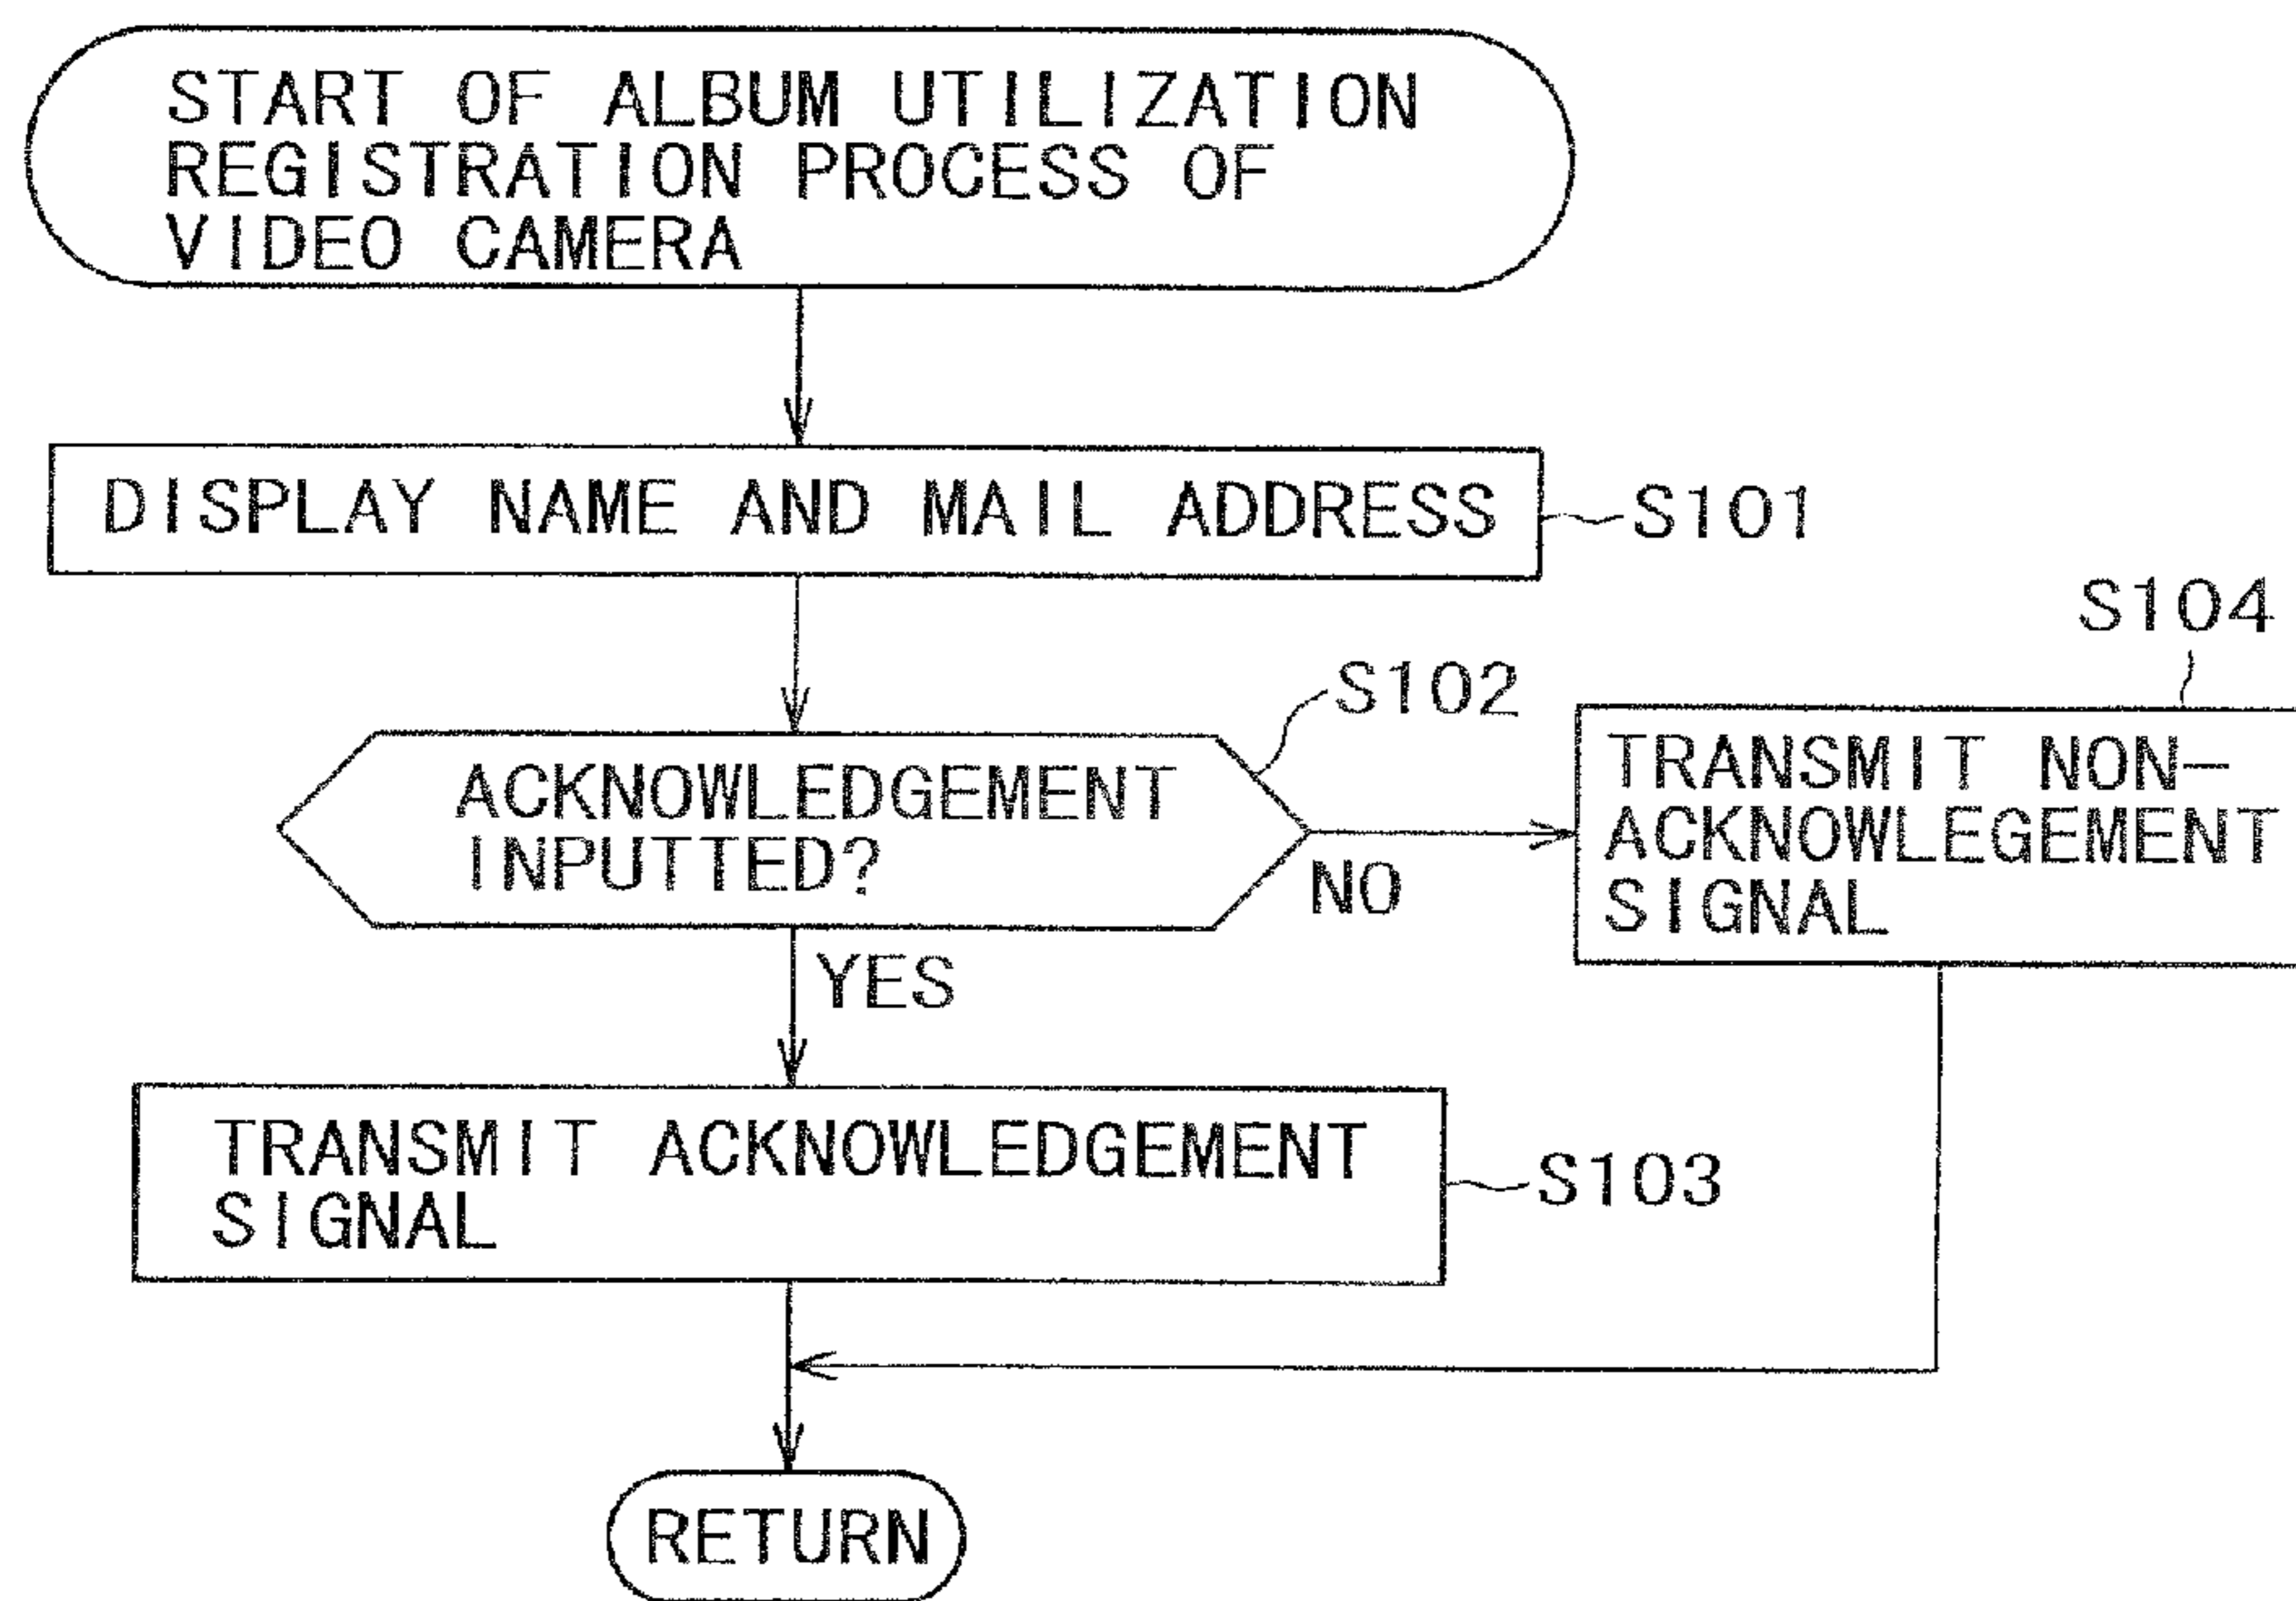 START OF ALBUM UTILIZATION
REGISTRATION PROCESS OF
VIDEO CAMERA
DISPLAY NAME AND MAIL ADDRESS
S101
S104
S102
ACKNOWLEDGEMENT
INPUTTED?
NO
TRANSMIT NON-
ACKNOWLEGEMENT
SIGNAL
YES
TRANSMIT ACKNOWLEDGEMENT
SIGNAL
S103
RETURN